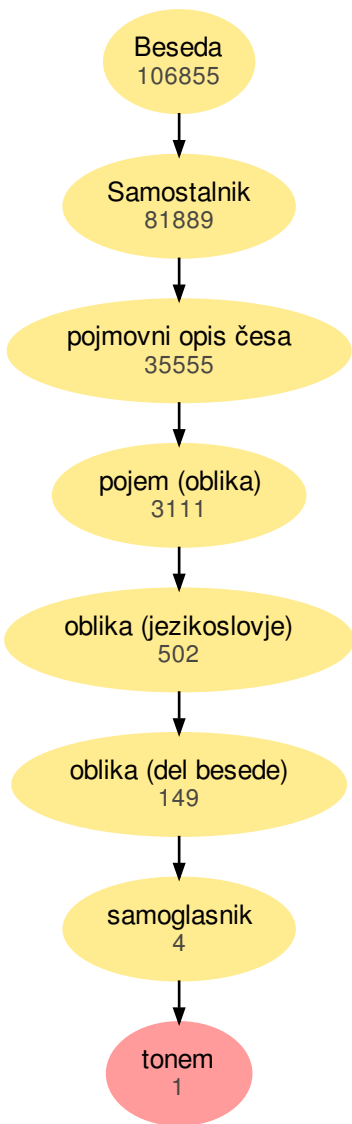 Beseda
106855
Samostalnik
81889
pojmovni opis česa
35555
pojem (oblika)
3111
oblika (jezikoslovje)
502
oblika (del besede)
149
samoglasnik
4
tonem
1